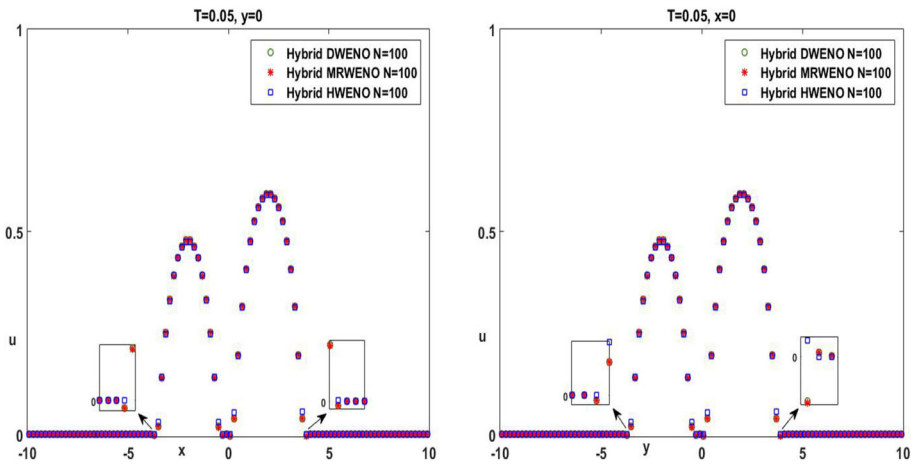 T=0.05, y=0
1
Hybrid DWENO N=100
Hybrid MRWENO N=100
Hybrid HWENO N=100
0.5
u
0
0
0
-10
-5
x
0
5
10
T=0.05, x=0
1
Hybrid DWENO N=100
Hybrid MRWENO N=100
Hybrid HWENO N=100
0.5
u
0
0
0
-10
-5
y
0
5
10